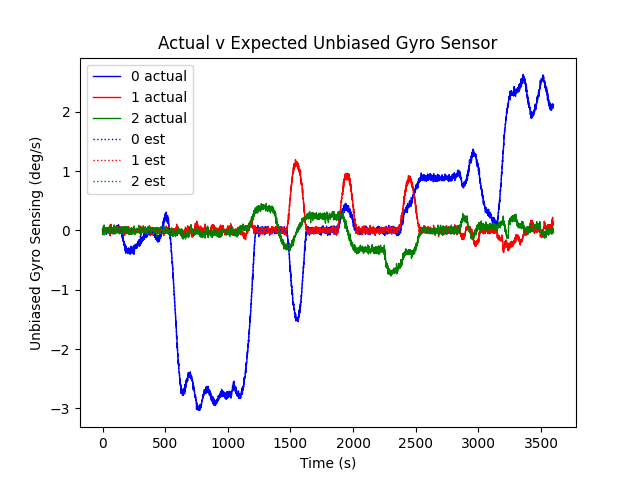 Actual v Expected Unbiased Gyro Sensor
0 actual
1 actual
2 actual
0 est
1 est
2 est
Unbiased Gyro Sensing (deg/s)
2
1
0
−1
−2
−3
0 500 1000 1500 2000 2500 3000 3500
Time (s)